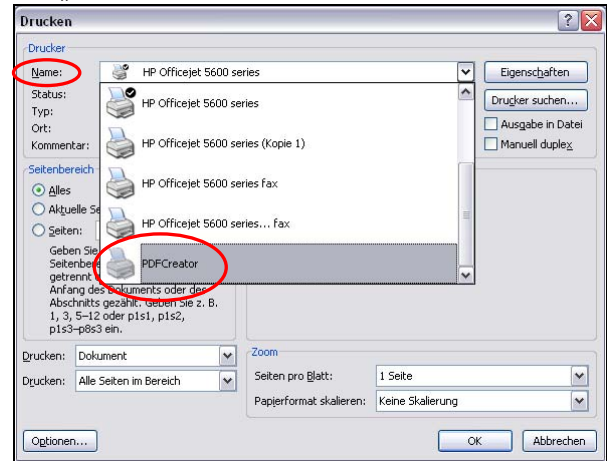 Drucken
Drucker
Name: HP Officejet 5600 series Eigenschaften
Status:
HP Officejet 5600 series
Drucker suchen...
Typ:
Ort:
Ausgabe in Datei
Kommentar:
HP Officejet 5600 series (Kopie 1)
Manuell duplex
Seitenbereich
HP Officejet 5600 series fax
Alles
Aktuelle Se
HP Officejet 5600 series... fax
Seiten:
Geben Sie
Seitenbere
PDFCreator
getrennt
Anfang des Dokuments oder des
Abschnitts gezählt. Geben Sie z. B.
1, 3, 5–12 oder p1s1, p1s2,
p1s3–p8s3 ein.
Drucken: Dokument
Drucken: Alle Seiten im Bereich
Zoom
Seiten pro Blatt: 1 Seite
Papierformat skalieren: Keine Skalierung
Optionen...
OK
Abbrechen